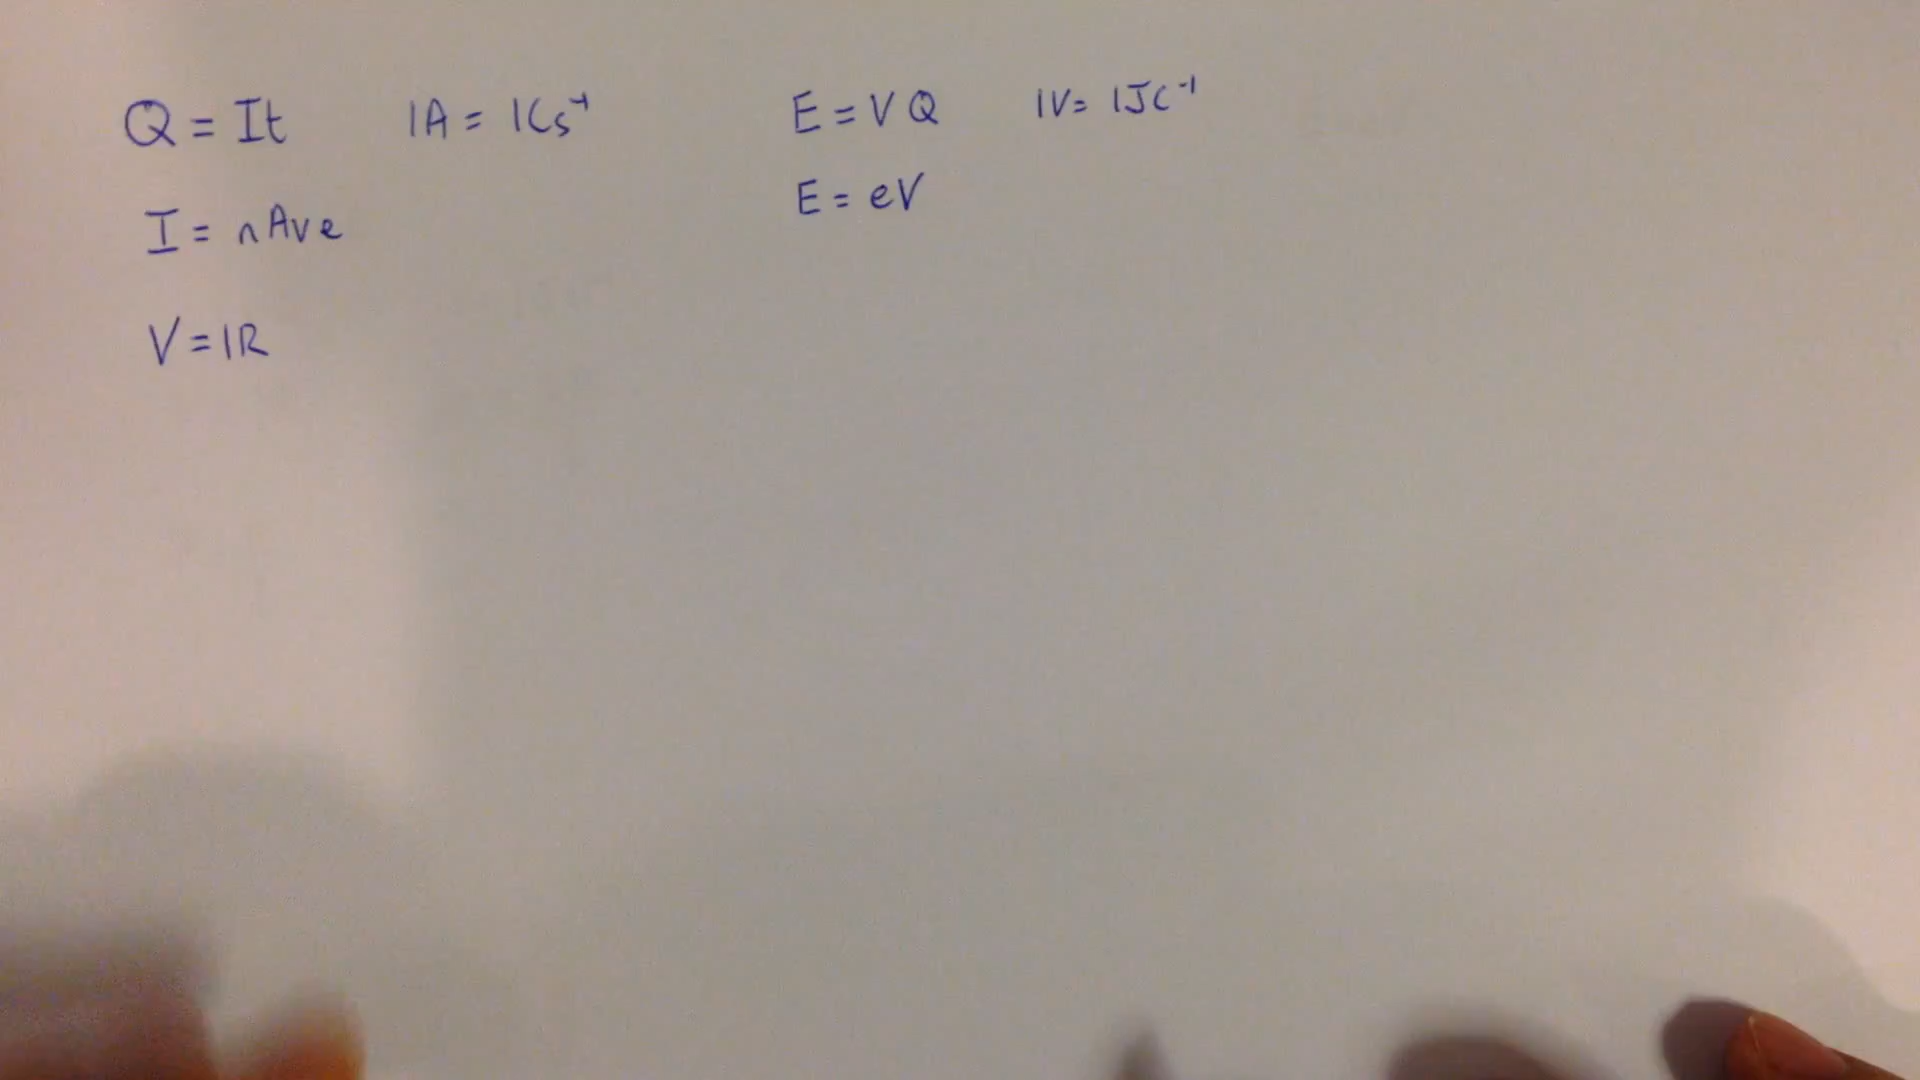 Q = It    1A = 1Cs⁻¹    E = VQ    1V = 1JC⁻¹
I = nAve    E = eV
V = IR